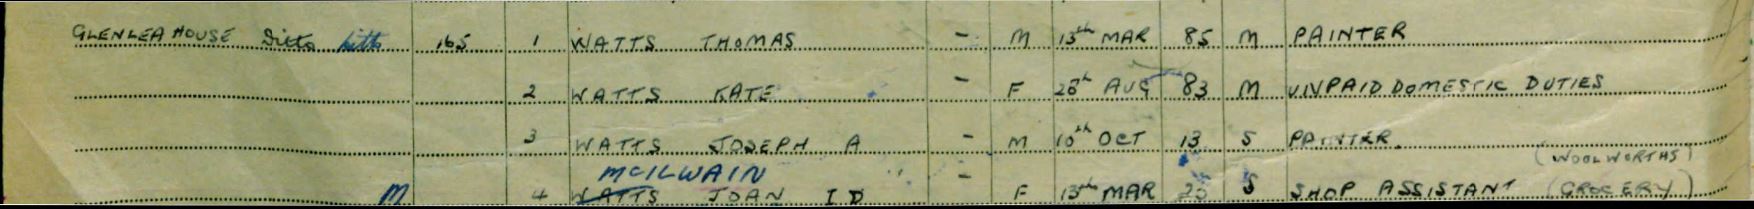 GLENLEA HOUSE Ditto Ditto 165 1 WATTS THOMAS - M 13th MAR 85 M PAINTER
2 WATTS KATE - F 28th AUG 83 M UNPAID DOMESTIC DUTIES
3 WATTS JOSEPH A - M 10th OCT 13 S PAINTER.
MCILWAIN - (WOOLWORTHS)
M 4 WATTS JOAN I D F 13th MAR S SHOP ASSISTANT (GROCERY)